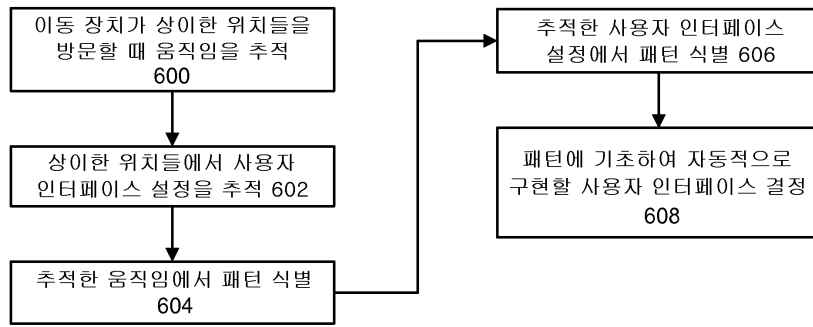 이동 장치가 상이한 위치들을
방문할 때 움직임을 추적
600
상이한 위치들에서 사용자
인터페이스 설정을 추적 602
추적한 움직임에서 패턴 식별
604
추적한 사용자 인터페이스
설정에서 패턴 식별 606
패턴에 기초하여 자동적으로
구현할 사용자 인터페이스 결정
608